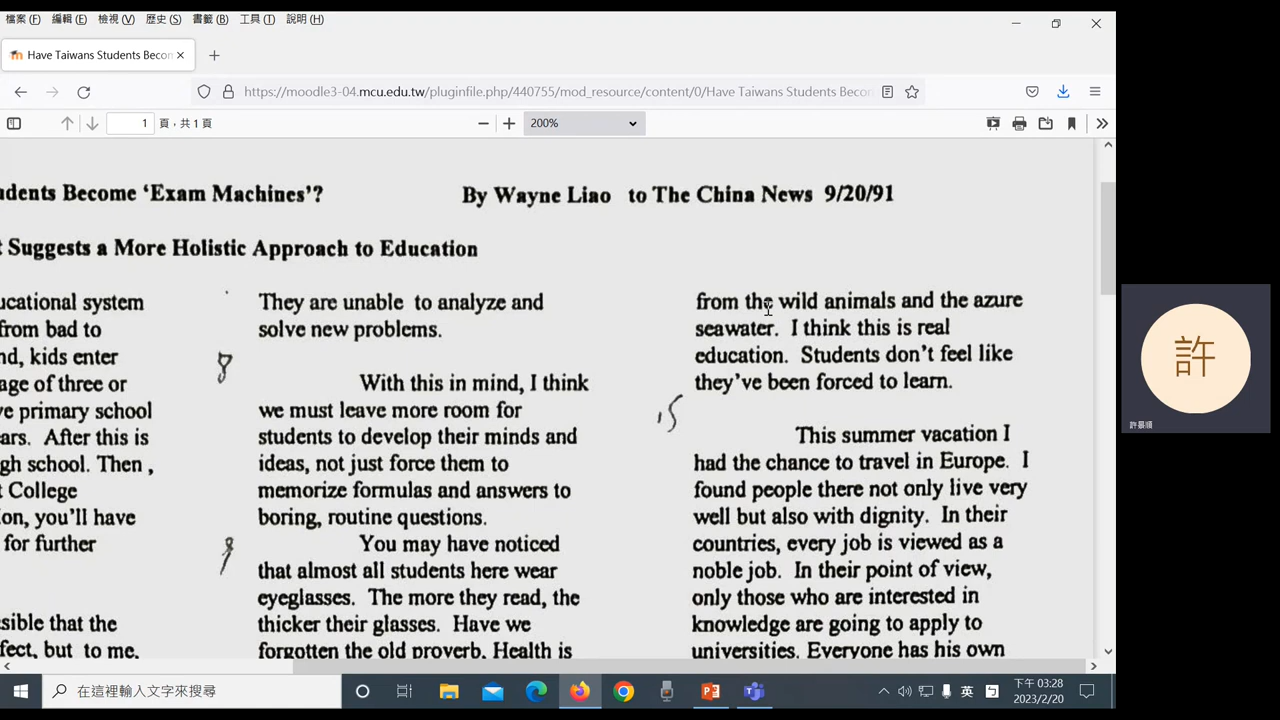 檔案 (F) 編輯 (E) 檢視 (V) 歷史 (S) 書籤 (B) 工具 (T) 說明 (H)
Have Taiwans Students Becon
https://moodle3-04.mcu.edu.tw/pluginfile.php/440755/mod_resource/content/0/Have Taiwans Students Becon
1 頁，共 1 頁
200%
udents Become ‘Exam Machines’?
By Wayne Liao to The China News 9/20/91
t Suggests a More Holistic Approach to Education
ucational system
from bad to
nd, kids enter
age of three or
ve primary school
ears. After this is
gh school. Then ,
t College
ion, you’ll have
for further
sible that the
fect, but to me,
They are unable to analyze and
solve new problems.
8
With this in mind, I think
we must leave more room for
students to develop their minds and
ideas, not just force them to
memorize formulas and answers to
boring, routine questions.
9
You may have noticed
that almost all students here wear
eyeglasses. The more they read, the
thicker their glasses. Have we
forgotten the old proverb, Health is
from the wild animals and the azure
seawater. I think this is real
education. Students don’t feel like
they’ve been forced to learn.
15
This summer vacation I
had the chance to travel in Europe. I
found people there not only live very
well but also with dignity. In their
countries, every job is viewed as a
noble job. In their point of view,
only those who are interested in
knowledge are going to apply to
universities. Everyone has his own
許
許晨順
在這裡輸入文字來搜尋
英
下午 03:28
2023/2/20